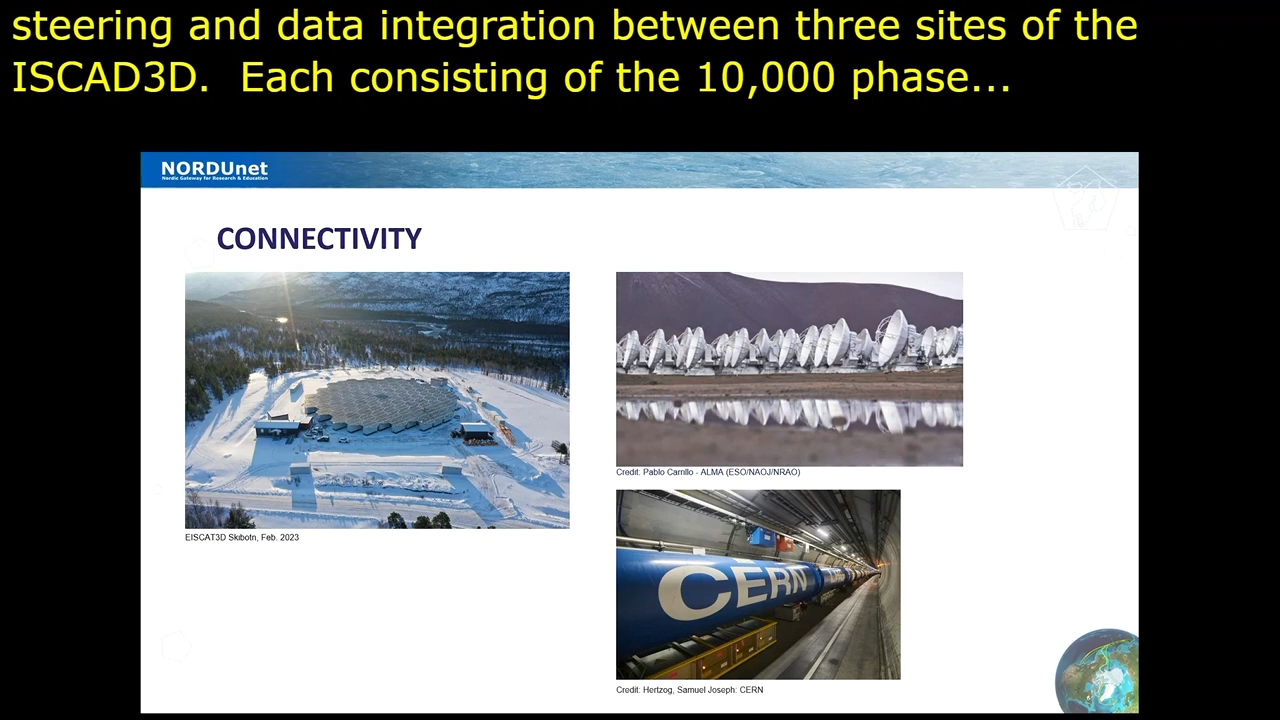 steering and data integration between three sites of the
ISCAD3D.  Each consisting of the 10,000 phase...
NORDUnet
Nordic Gateway for Research & Education
CONNECTIVITY
Credit: Pablo Carrillo - ALMA (ESO/NAOJ/NRAO)
EISCAT3D Skibotn, Feb. 2023
CERN
Credit: Hertzog, Samuel Joseph: CERN